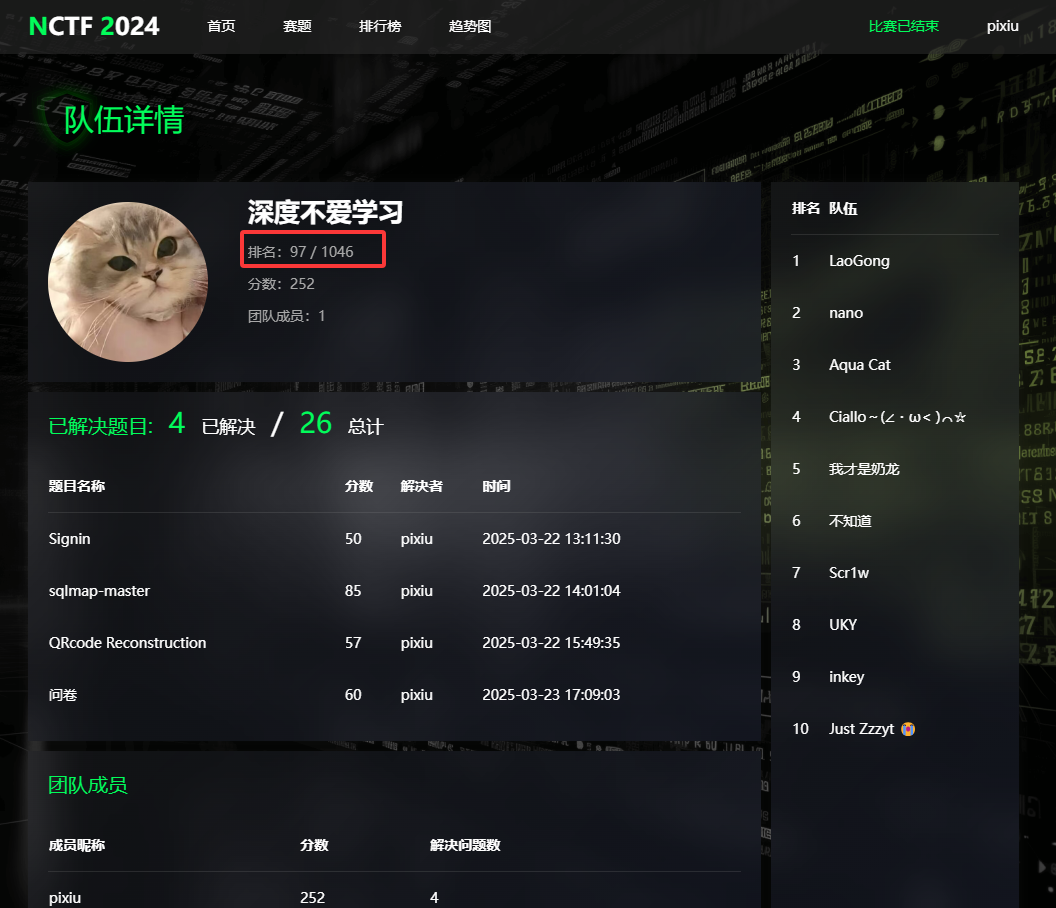 NCTF 2024 首页 赛题 排行榜 趋势图 比赛已结束 pixiu
队伍详情
深度不爱学习
排名：97 / 1046
分数：252
团队成员：1
已解决题目: 4 已解决 / 26 总计
题目名称 分数 解决者 时间
Signin 50 pixiu 2025-03-22 13:11:30
sqlmap-master 85 pixiu 2025-03-22 14:01:04
QRcode Reconstruction 57 pixiu 2025-03-22 15:49:35
问卷 60 pixiu 2025-03-23 17:09:03
团队成员
成员昵称 分数 解决问题数
pixiu 252 4
排名 队伍
1 LaoGong
2 nano
3 Aqua Cat
4 Ciallo～(∠・ω< )⌒☆
5 我才是奶龙
6 不知道
7 Scr1w
8 UKY
9 inkey
10 Just Zzzyt 😭